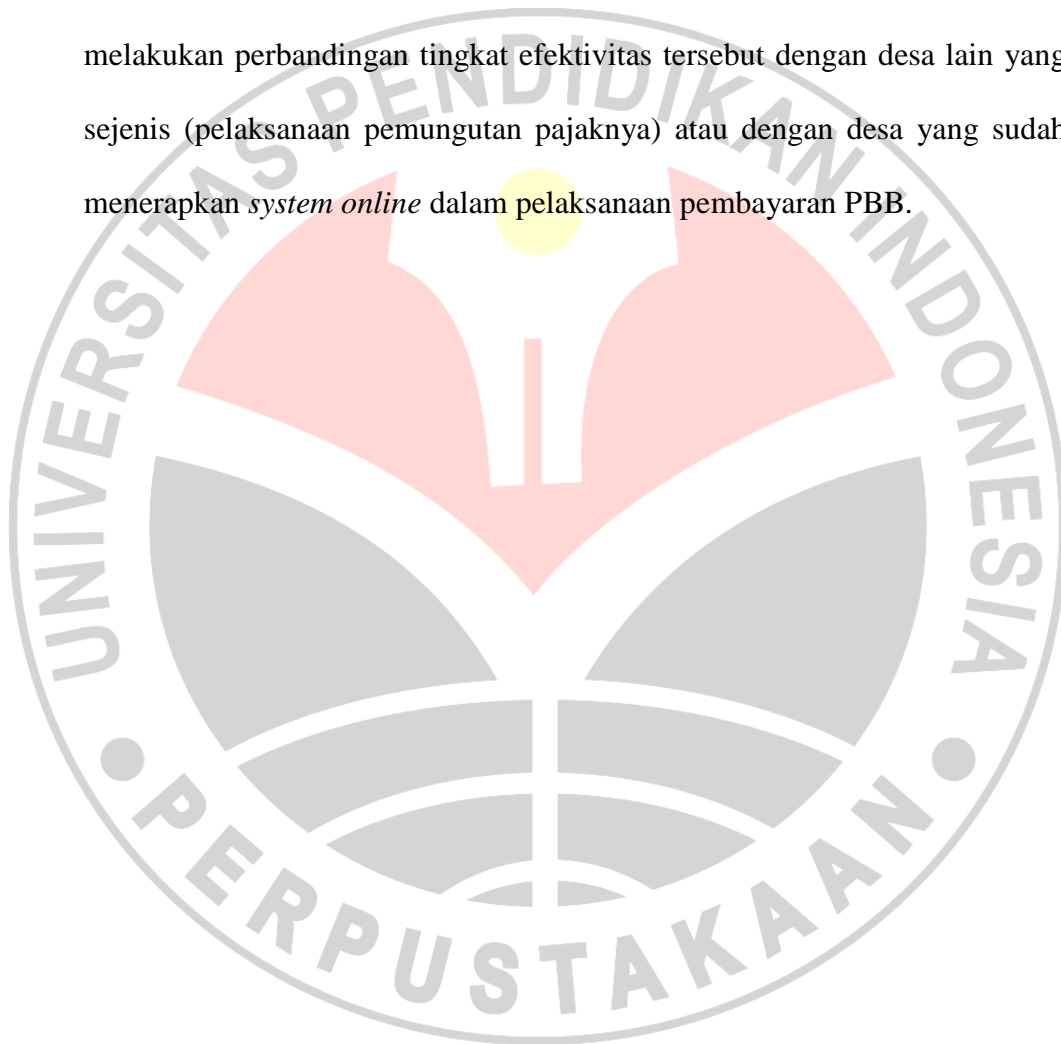 melakukan perbandingan tingkat efektivitas tersebut dengan desa lain yang
sejenis (pelaksanaan pemungutan pajaknya) atau dengan desa yang sudah
menerapkan system online dalam pelaksanaan pembayaran PBB.
UNIVERSITAS PENDIDIKAN INDONESIA
PERPUSTAKAAN